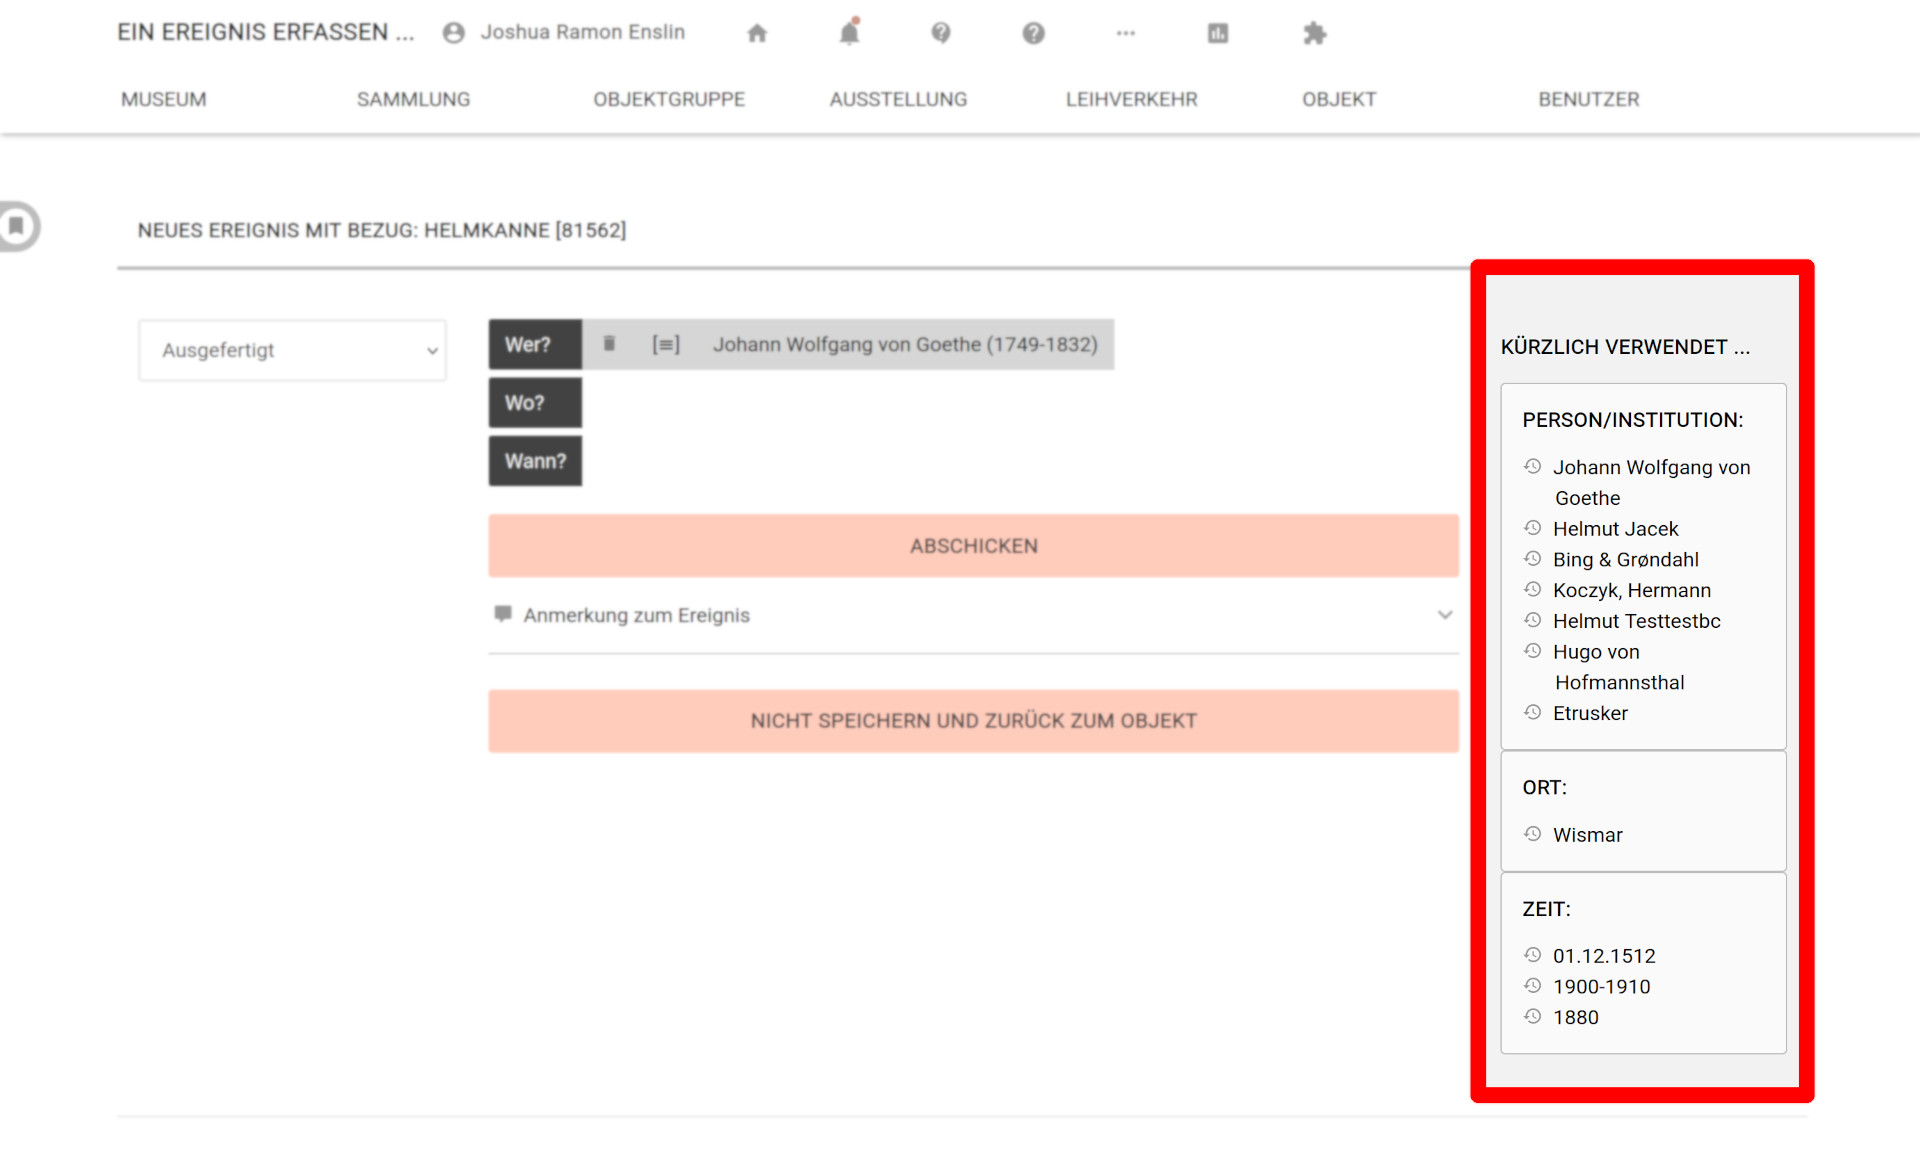 EIN EREIGNIS ERFASSEN ... Joshua Ramon Enslin
MUSEUM SAMMLUNG OBJEKTGRUPPE AUSSTELLUNG LEIHVERKEHR OBJEKT BENUTZER
NEUES EREIGNIS MIT BEZUG: HELMKANNE [81562]
Ausgefertigt
Wer? Johann Wolfgang von Goethe (1749-1832)
Wo?
Wann?
ABSCHICKEN
Anmerkung zum Ereignis
NICHT SPEICHERN UND ZURÜCK ZUM OBJEKT
KÜRZLICH VERWENDET ...
PERSON/INSTITUTION:
Johann Wolfgang von
Goethe
Helmut Jacek
Bing & Grøndahl
Koczyk, Hermann
Helmut Testtestbc
Hugo von
Hofmannsthal
Etrusker
ORT:
Wismar
ZEIT:
01.12.1512
1900-1910
1880